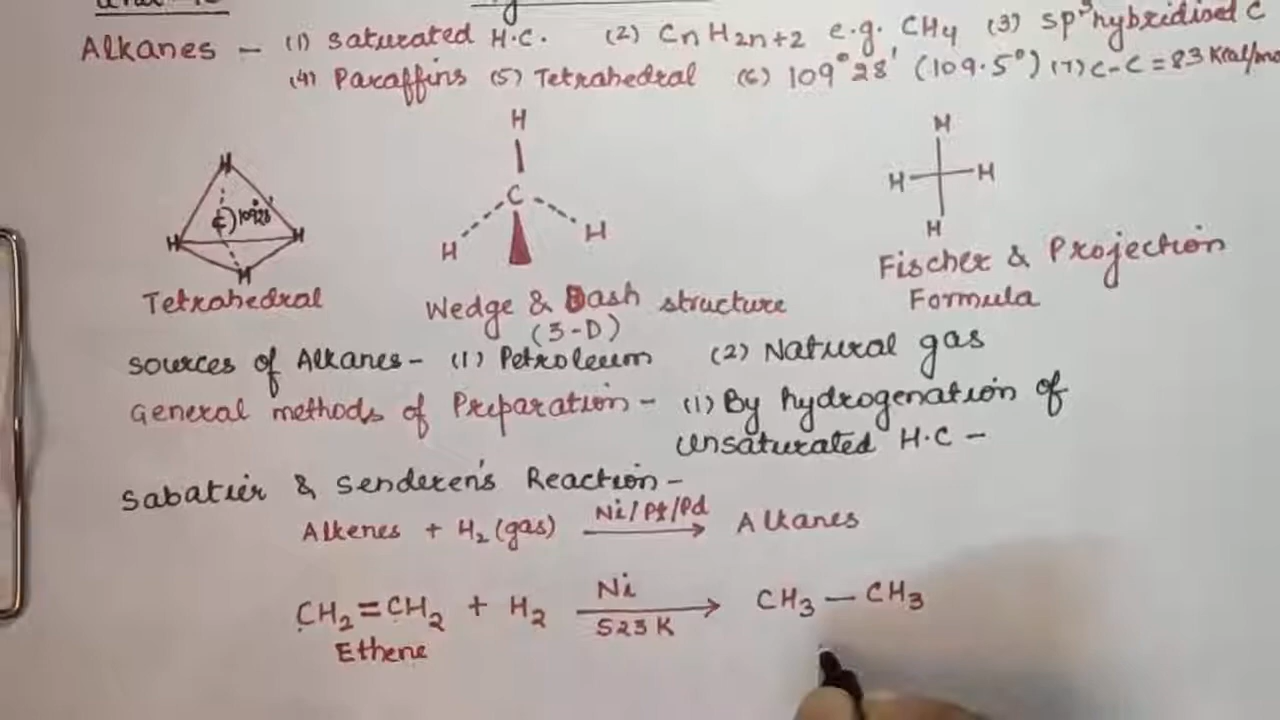 Alkanes - (1) saturated H.C. (2) CnH2n+2 e.g. CH4 (3) sp3 hybridised C
(4) Paraffins (5) Tetrahedral (6) 109°28' (109.5°) (7) C-C = 83 Kcal/mo
H
H C 109°28' H
H
Tetrahedral
H
C
H H
Wedge & Dash structure
(3-D)
H
H H
H
Fischer & Projection
Formula
Sources of Alkanes - (1) Petroleum (2) Natural gas
General methods of Preparation - (1) By hydrogenation of
unsaturated H.C -
Sabatier & Senderen's Reaction -
Alkenes + H2 (gas) Ni/Pt/Pd → Alkanes
CH2=CH2 + H2 Ni 523 K → CH3-CH3
Ethene